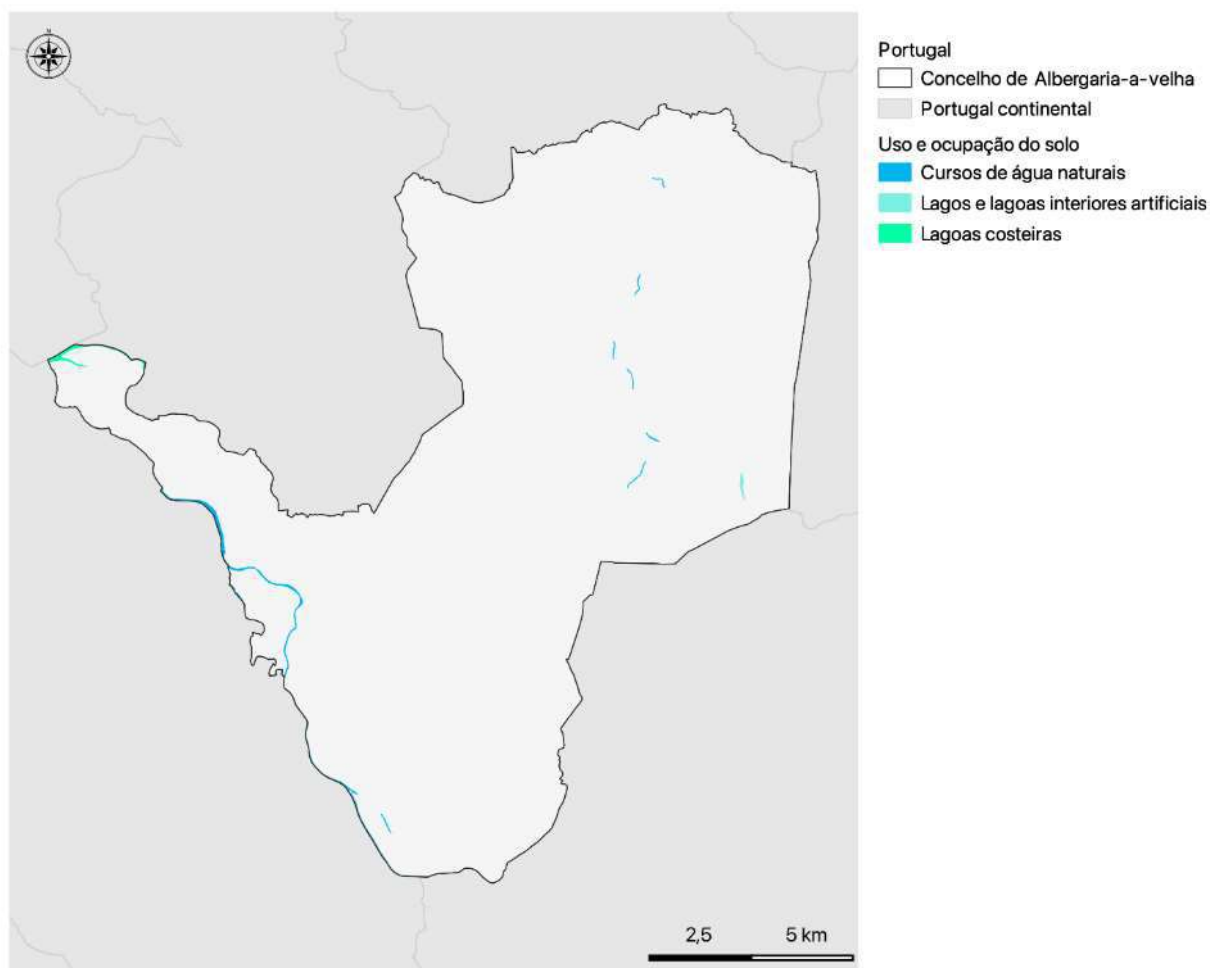 N
Portugal
Concelho de Albergaria-a-velha
Portugal continental
Uso e ocupação do solo
Cursos de água naturais
Lagos e lagoas interiores artificiais
Lagoas costeiras
2,5 5 km